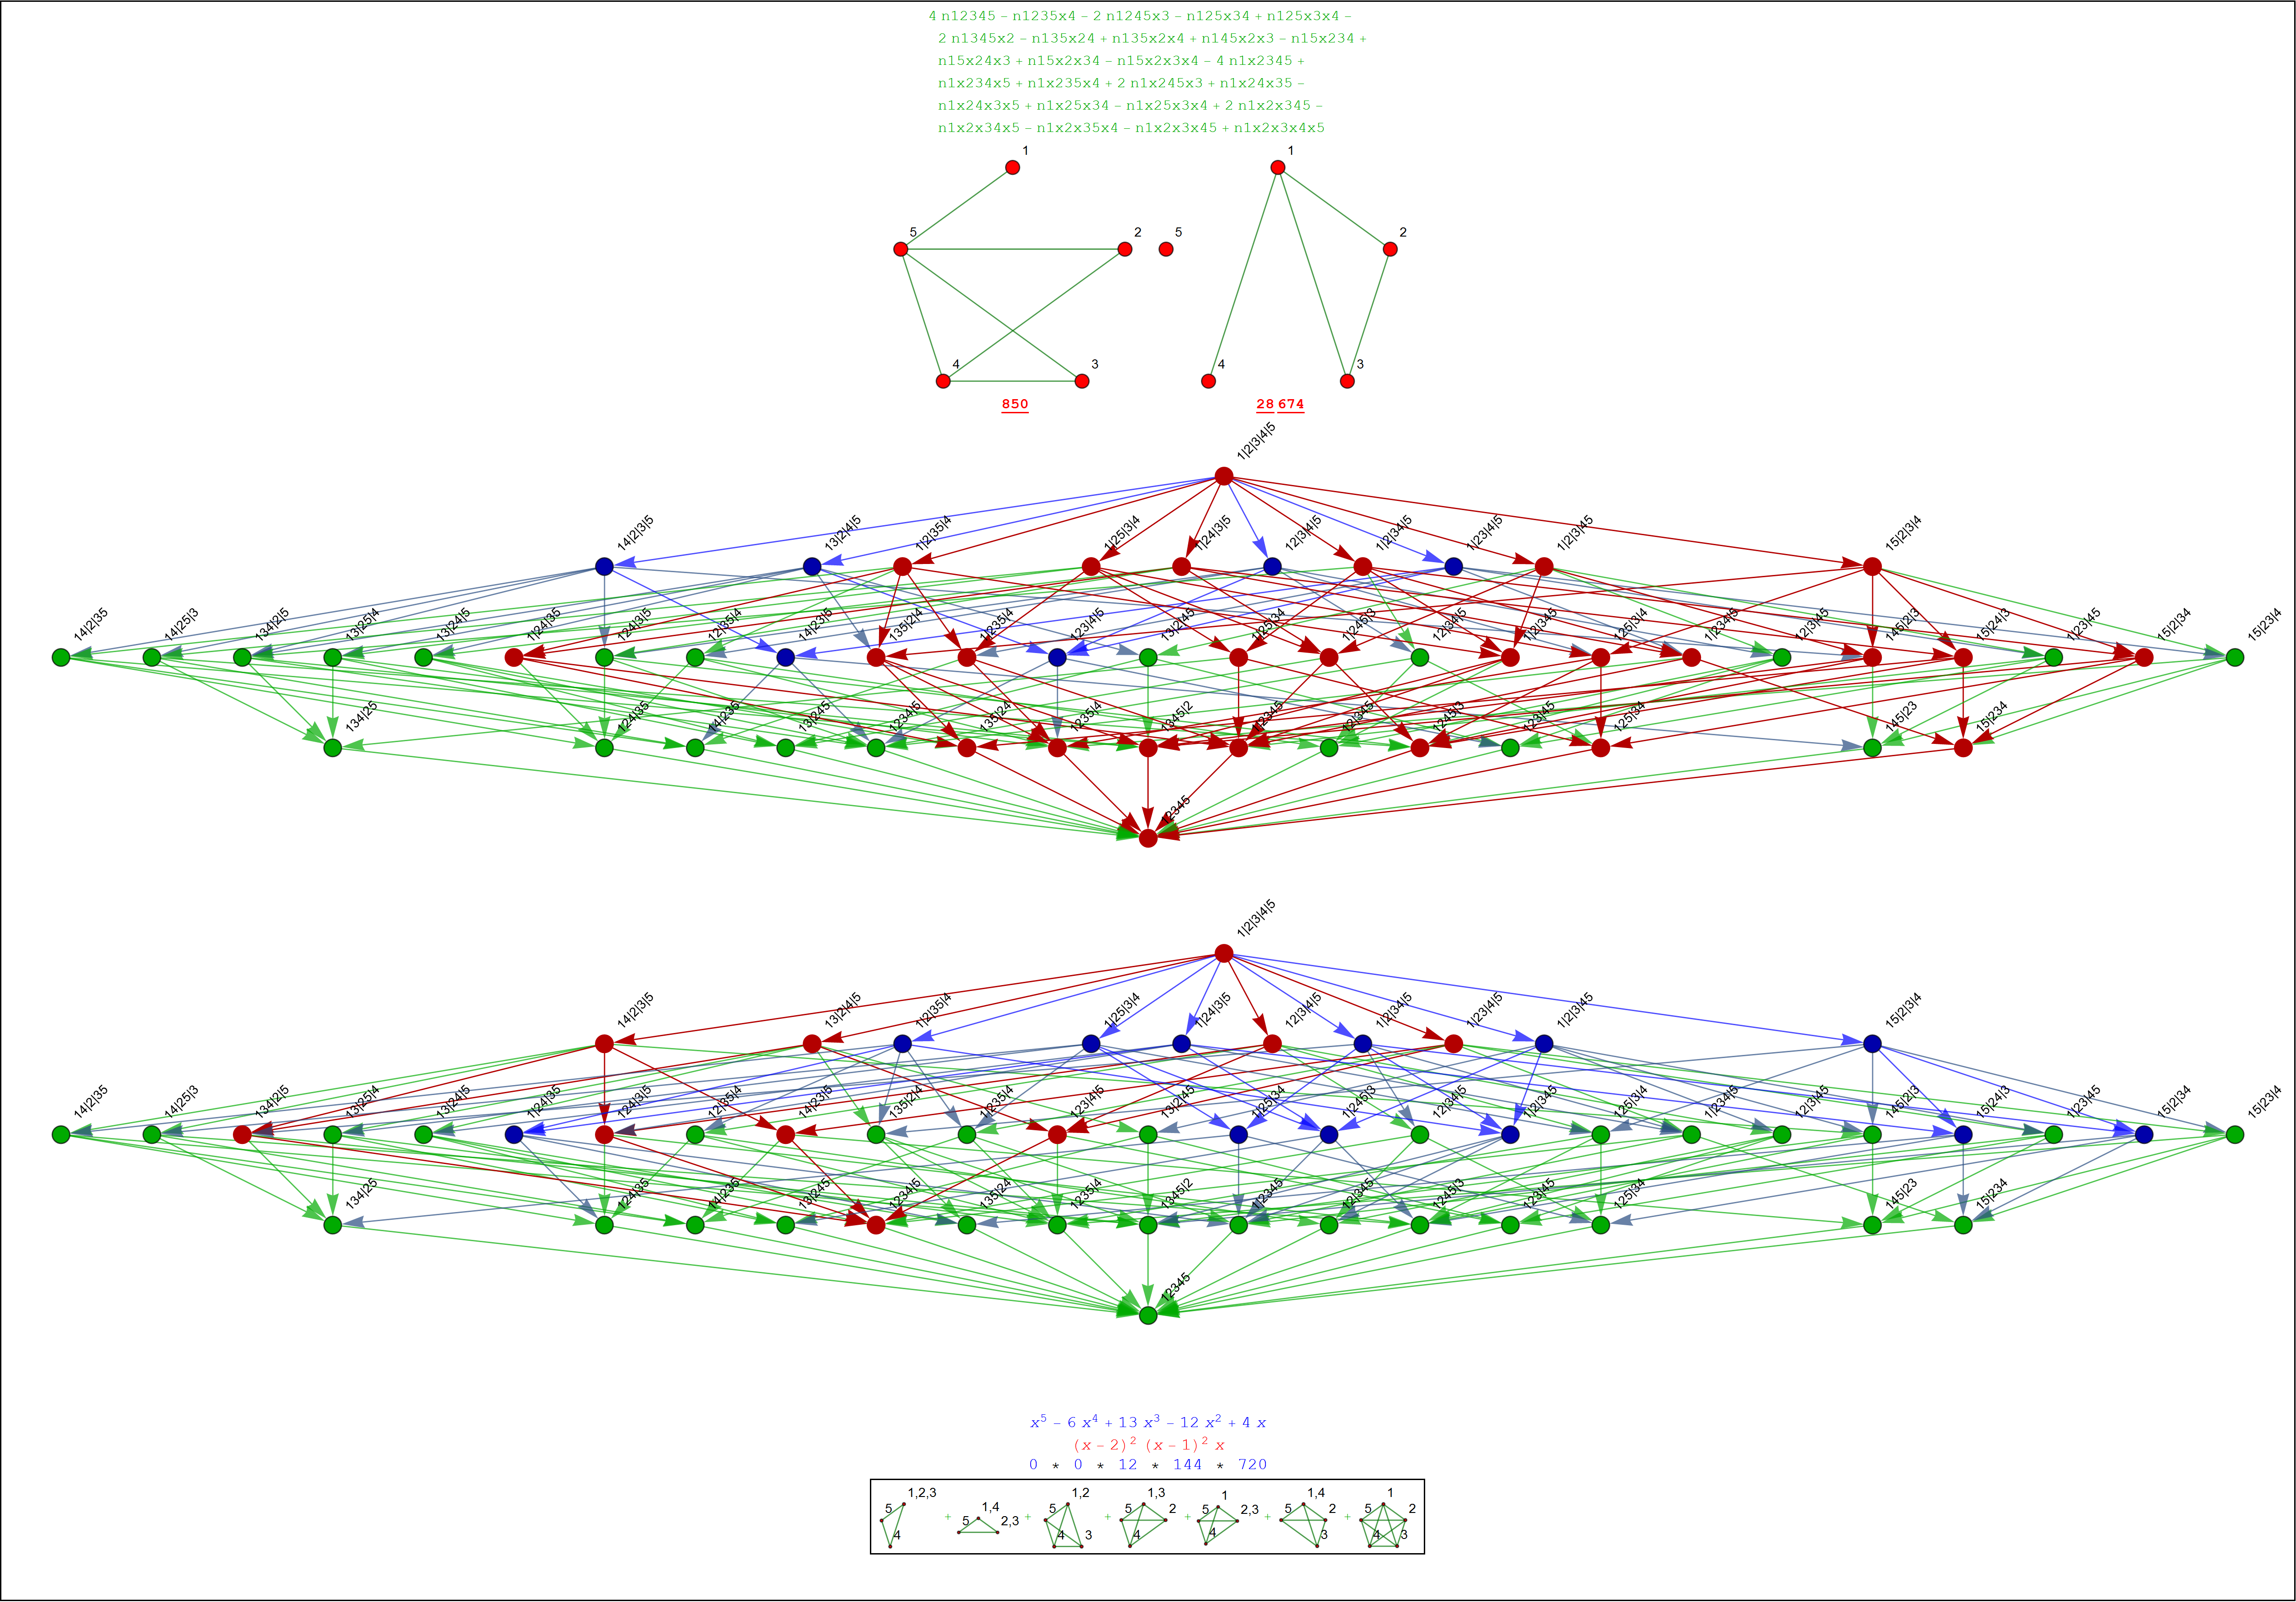 4 n12345 – n1235x4 – 2 n1245x3 – n125x34 + n125x3x4 –
2 n1345x2 – n135x24 + n135x2x4 + n145x2x3 – n15x234 +
n15x24x3 + n15x2x34 – n15x2x3x4 – 4 n1x2345 +
n1x234x5 + n1x235x4 + 2 n1x245x3 + n1x24x35 –
n1x24x3x5 + n1x25x34 – n1x25x3x4 + 2 n1x2x345 –
n1x2x34x5 – n1x2x35x4 – n1x2x3x45 + n1x2x3x4x5
1 1
5 2 5 2
4 3 4 3
850 28 674
1|2|3|4|5
14|2|3|5 13|2|4|5 1|2|35|4 1|25|3|4 1|24|3|5 12|3|4|5 1|2|34|5 1|23|4|5 1|2|3|45 15|2|3|4
14|2|35 14|25|3 134|2|5 13|25|4 13|24|5 1|24|35 124|3|5 12|35|4 14|23|5 135|2|4 1|235|4 123|4|5 13|2|45 1|25|34 1|245|3 12|34|5 1|2|345 125|3|4 1|234|5 12|3|45 145|2|3 15|24|3 1|23|45 15|2|34 15|23|4
134|25 124|35 14|235 13|245 1234|5 135|24 1235|4 1345|2 1|2345 12|345 1245|3 123|45 125|34 145|23 15|234
12345
1|2|3|4|5
14|2|3|5 13|2|4|5 1|2|35|4 1|25|3|4 1|24|3|5 12|3|4|5 1|2|34|5 1|23|4|5 1|2|3|45 15|2|3|4
14|2|35 14|25|3 134|2|5 13|25|4 13|24|5 1|24|35 124|3|5 12|35|4 14|23|5 135|2|4 1|235|4 123|4|5 13|2|45 1|25|34 1|245|3 12|34|5 1|2|345 125|3|4 1|234|5 12|3|45 145|2|3 15|24|3 1|23|45 15|2|34 15|23|4
134|25 124|35 14|235 13|245 1234|5 135|24 1235|4 1345|2 1|2345 12|345 1245|3 123|45 125|34 145|23 15|234
12345
x⁵ – 6 x⁴ + 13 x³ – 12 x² + 4 x
(x – 2)² (x – 1)² x
0 * 0 * 12 * 144 * 720
1,2,3 5 4 + 1,4 5 2,3 + 1,2 5 4 3 + 1,3 5 2 4 + 1 5 2,3 4 + 1,4 5 2 3 + 1 5 2 4 3